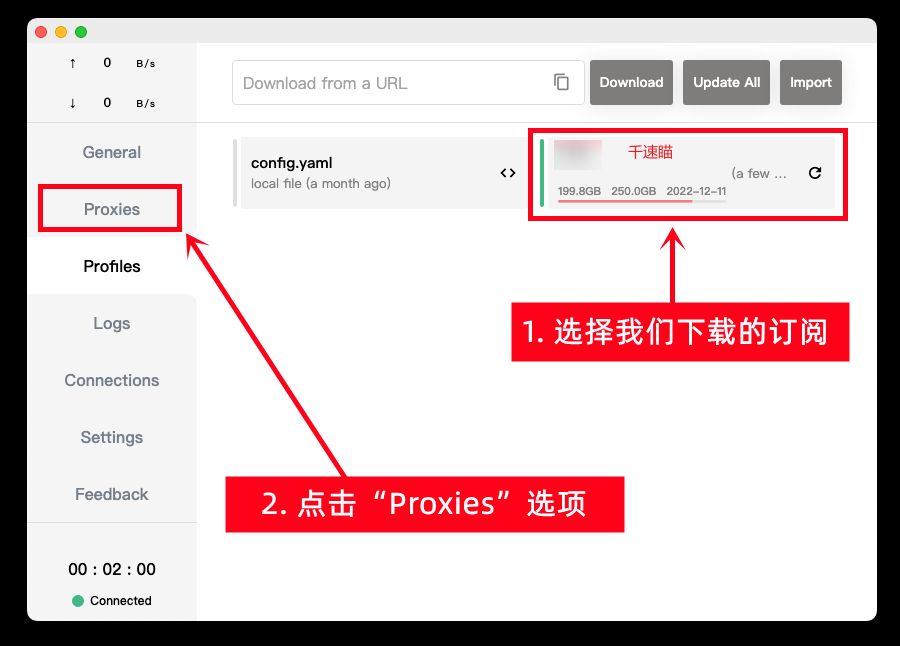 ↑ 0 B/s
↓ 0 B/s
General
Proxies
Profiles
Logs
Connections
Settings
Feedback
00 : 02 : 00
Connected
Download from a URL
Download
Update All
Import
config.yaml
local file (a month ago)
<>
千速瞄
(a few ...
199.8GB 250.0GB 2022-12-11
1. 选择我们下载的订阅
2. 点击“Proxies”选项